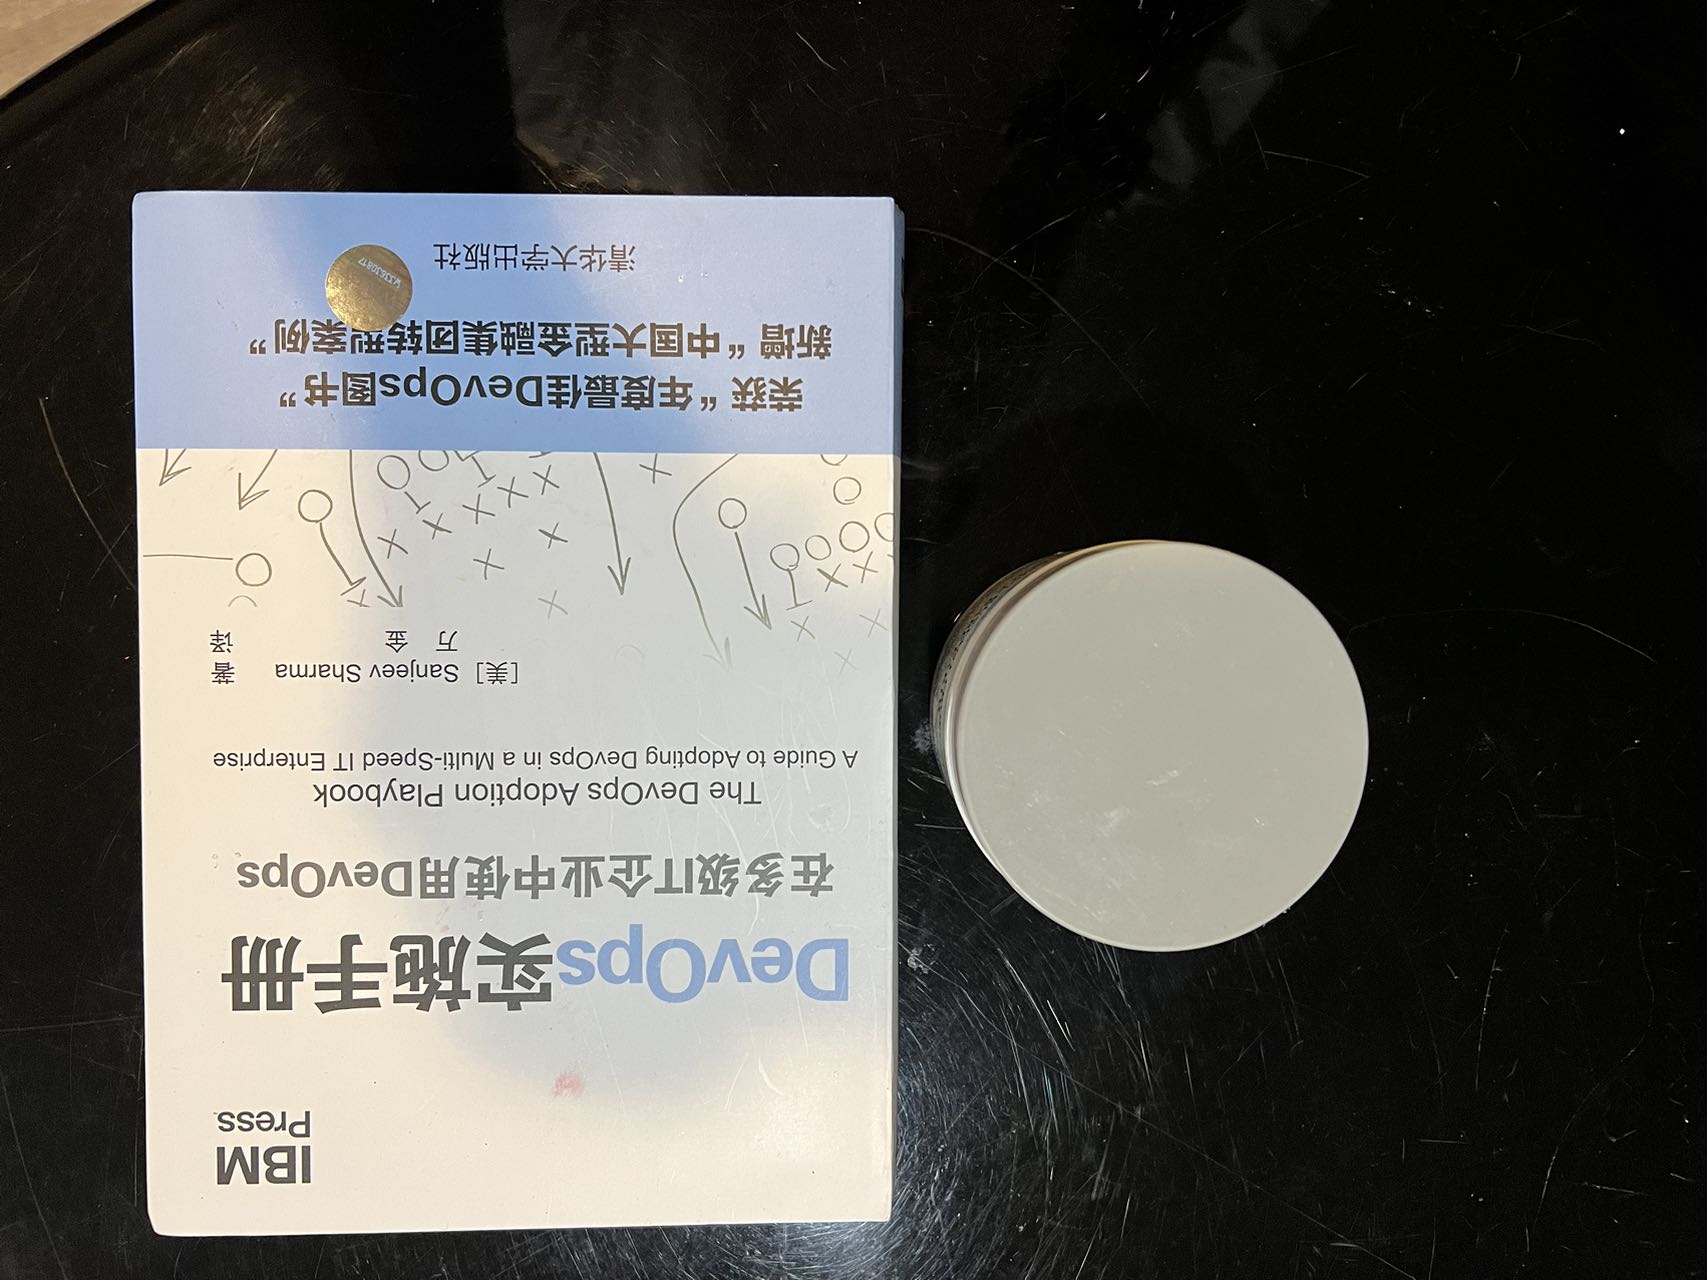 IBM
Press
DevOps实施手册
在多级IT企业中使用DevOps
The DevOps Adoption Playbook
A Guide to Adopting DevOps in a Multi-Speed IT Enterprise
[美] Sanjeev Sharma 著
万 金 译
荣获“年度最佳DevOps图书”
新增“中国大型金融集团转型案例”
清华大学出版社